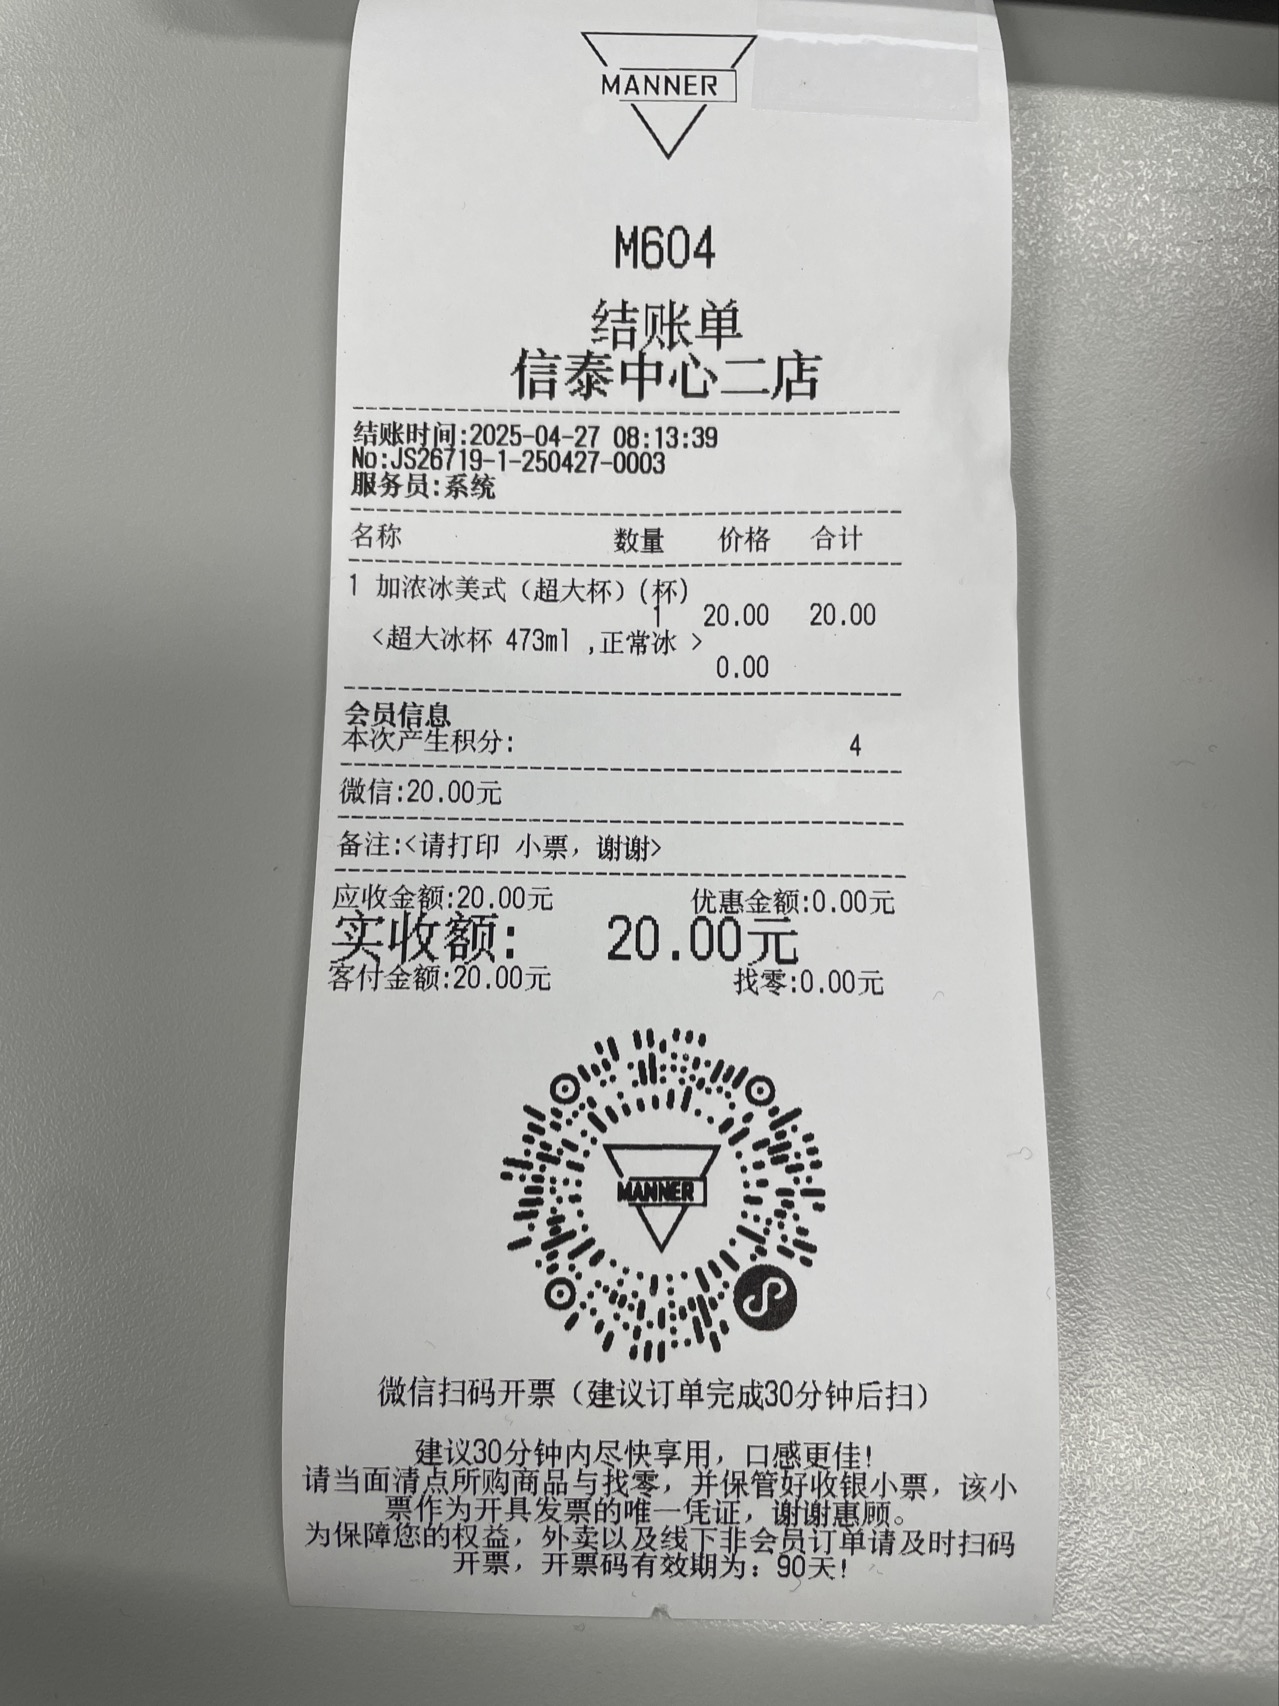 MANNER
M604
结账单
信泰中心二店
结账时间:2025-04-27 08:13:39
No:JS26719-1-250427-0003
服务员:系统
名称 数量 价格 合计
1 加浓冰美式（超大杯）(杯)
1 20.00 20.00
<超大冰杯 473ml ,正常冰 >
0.00
会员信息
本次产生积分: 4
微信:20.00元
备注:<请打印 小票，谢谢>
应收金额:20.00元 优惠金额:0.00元
实收额: 20.00元
客付金额:20.00元 找零:0.00元
MANNER
微信扫码开票（建议订单完成30分钟后扫）
建议30分钟内尽快享用，口感更佳!
请当面清点所购商品与找零，并保管好收银小票，该小
票作为开具发票的唯一凭证，谢谢惠顾。
为保障您的权益，外卖以及线下非会员订单请及时扫码
开票，开票码有效期为：90天!